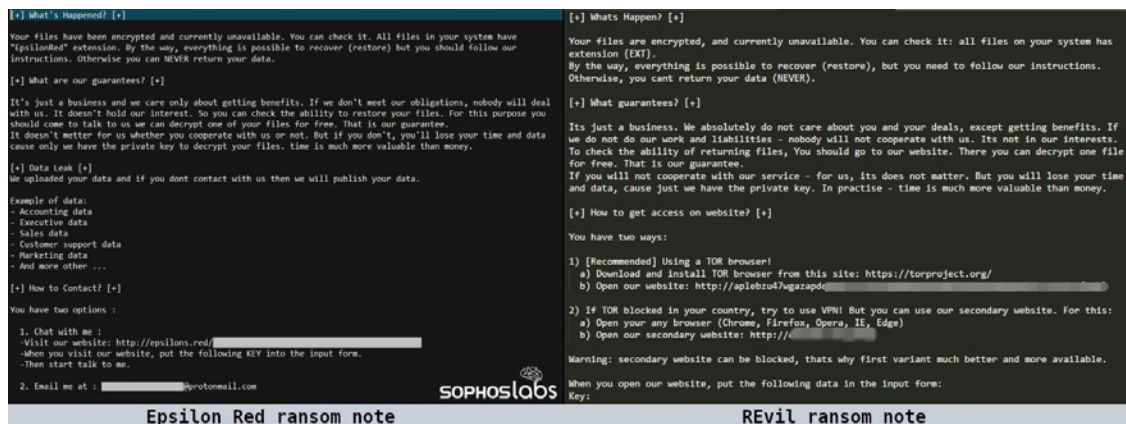 [+] What's Happened? [+]
Your files have been encrypted and currently unavailable. You can check it. All files in your system have
"EpsilonRed" extension. By the way, everything is possible to recover (restore) but you should follow our
instructions. Otherwise you can NEVER return your data.
[+] What are our guarantees? [+]
It's just a business and we care only about getting benefits. If we don't meet our obligations, nobody will deal
with us. It doesn't hold our interest. So you can check the ability to restore your files. For this purpose you
should come to talk to us we can decrypt one of your files for free. That is our guarantee.
It doesn't metter for us whether you cooperate with us or not. But if you don't, you'll lose your time and data
cause only we have the private key to decrypt your files. time is much more valuable than money.
[+] Data Leak [+]
We uploaded your data and if you dont contact with us then we will publish your data.
Example of data:
- Accounting data
- Executive data
- Sales data
- Customer support data
- Marketing data
- And more other ...
[+] How to Contact? [+]
You have two options :
1. Chat with me :
-Visit our website: http://epsilons.red/
-When you visit our website, put the following KEY into the input form.
-Then start talk to me.
2. Email me at : @protonmail.com
SOPHOSLabs
Epsilon Red ransom note
[+] Whats Happen? [+]
Your files are encrypted, and currently unavailable. You can check it: all files on your system has
extension {EXT}.
By the way, everything is possible to recover (restore), but you need to follow our instructions.
Otherwise, you cant return your data (NEVER).
[+] What guarantees? [+]
Its just a business. We absolutely do not care about you and your deals, except getting benefits. If
we do not do our work and liabilities - nobody will not cooperate with us. Its not in our interests.
To check the ability of returning files, You should go to our website. There you can decrypt one file
for free. That is our guarantee.
If you will not cooperate with our service - for us, its does not matter. But you will lose your time
and data, cause just we have the private key. In practise - time is much more valuable than money.
[+] How to get access on website? [+]
You have two ways:
1) [Recommended] Using a TOR browser!
a) Download and install TOR browser from this site: https://torproject.org/
b) Open our website: http://aplebzu47wgazapd
2) If TOR blocked in your country, try to use VPN! But you can use our secondary website. For this:
a) Open your any browser (Chrome, Firefox, Opera, IE, Edge)
b) Open our secondary website: http://
Warning: secondary website can be blocked, thats why first variant much better and more available.
When you open our website, put the following data in the input form:
Key:
REvil ransom note